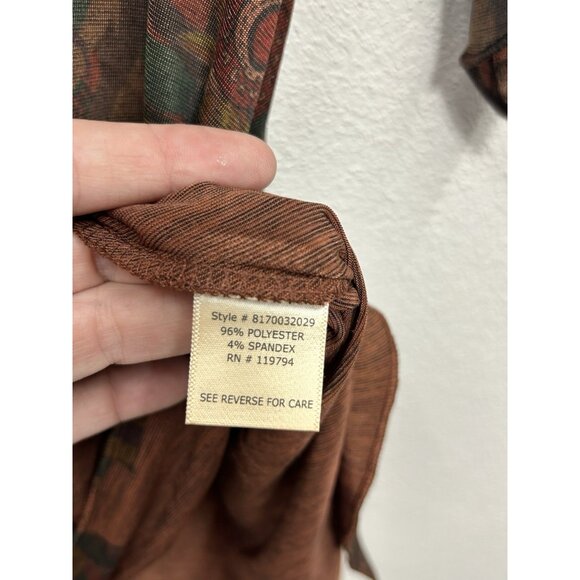 Style # 8170032029
96% POLYESTER
4% SPANDEX
RN # 119794
SEE REVERSE FOR CARE